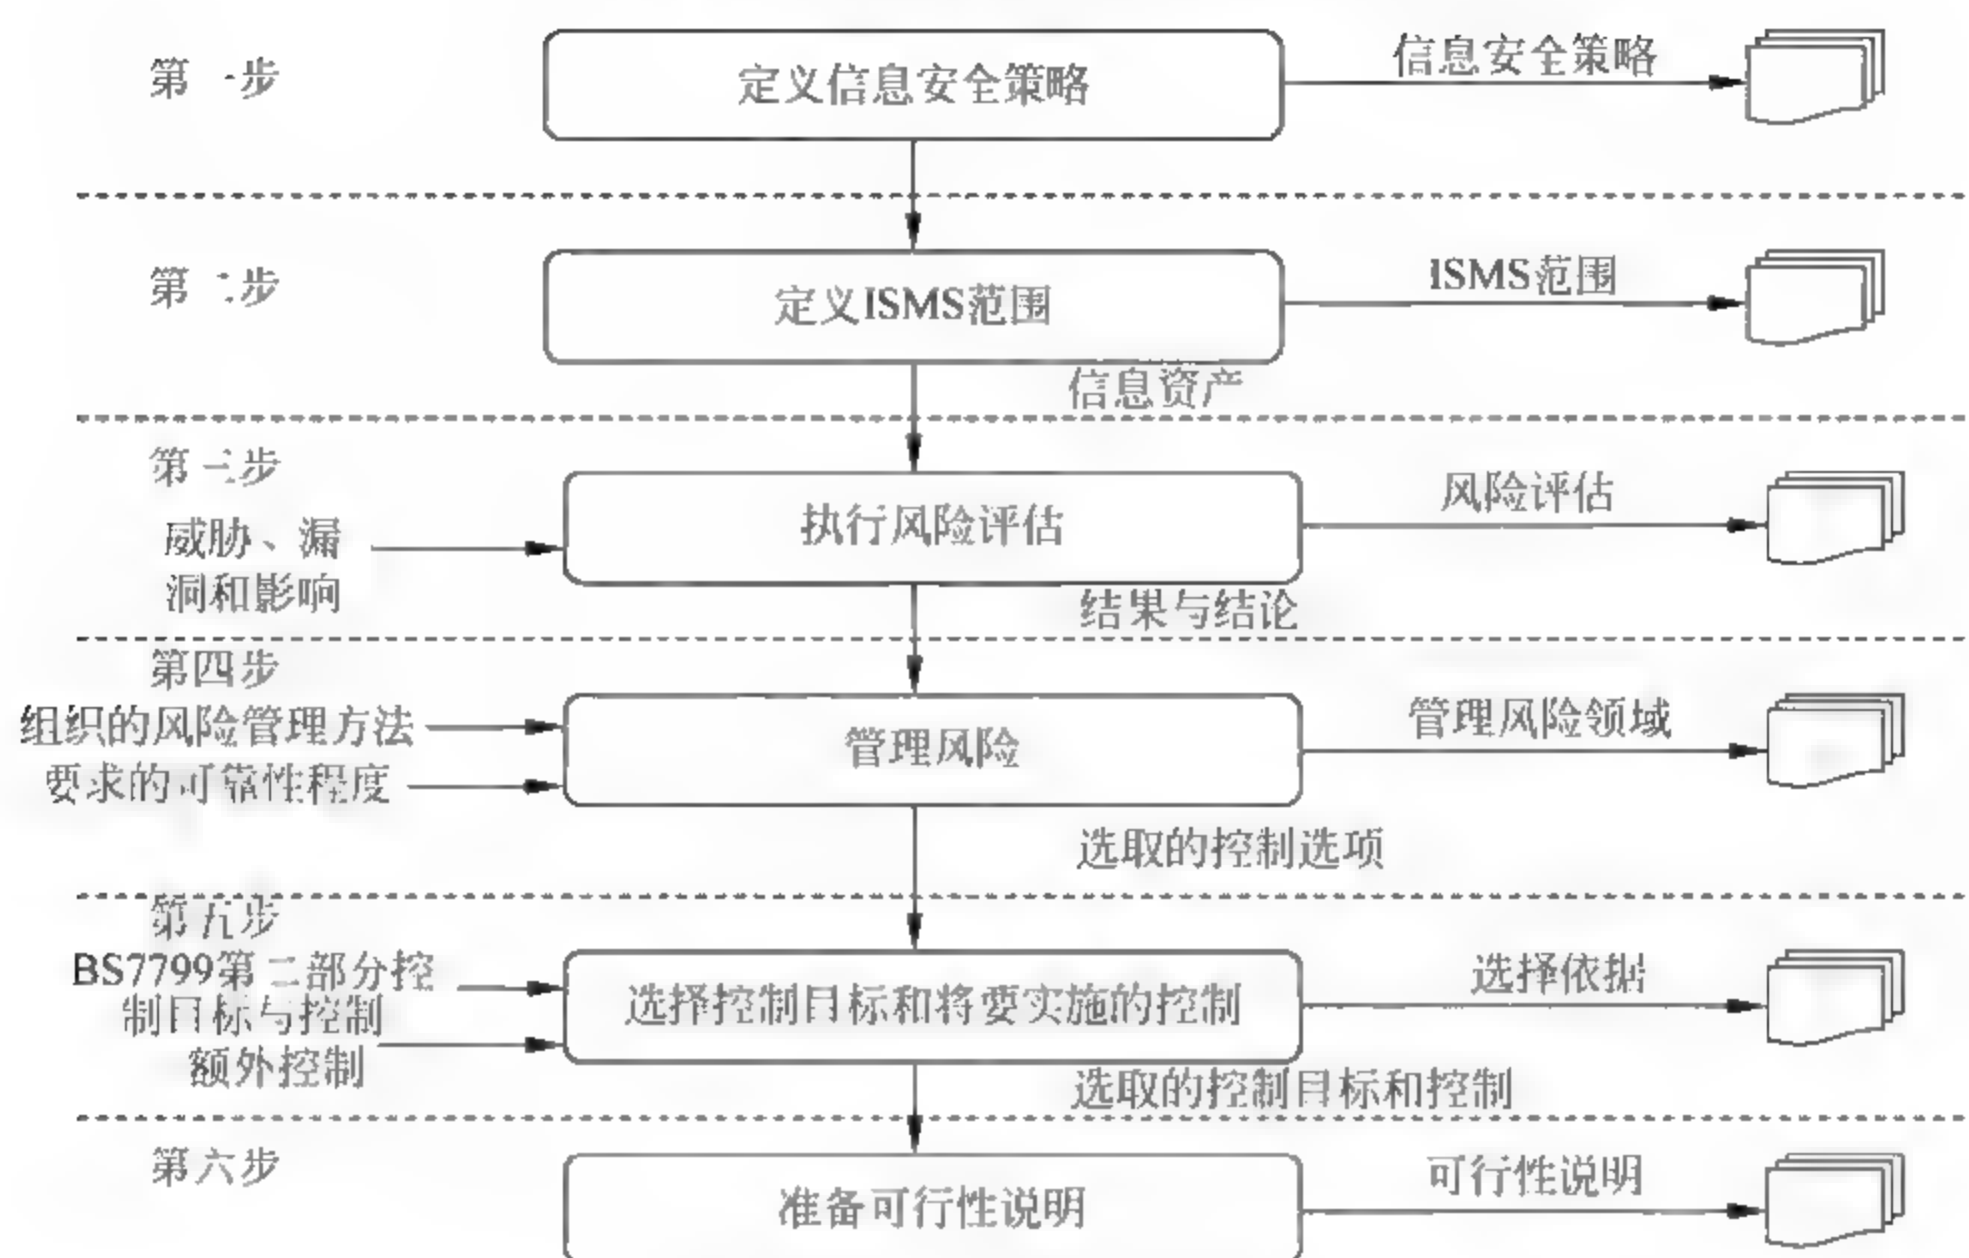 第一步
定义信息安全策略
信息安全策略
第二步
定义ISMS范围
ISMS范围
信息资产
第三步
威胁、漏
洞和影响
执行风险评估
风险评估
结果与结论
第四步
组织的风险管理方法
要求的可靠性程度
管理风险
管理风险领域
选取的控制选项
第五步
BS7799第二部分控
制目标与控制
额外控制
选择控制目标和将要实施的控制
选择依据
选取的控制目标和控制
第六步
准备可行性说明
可行性说明